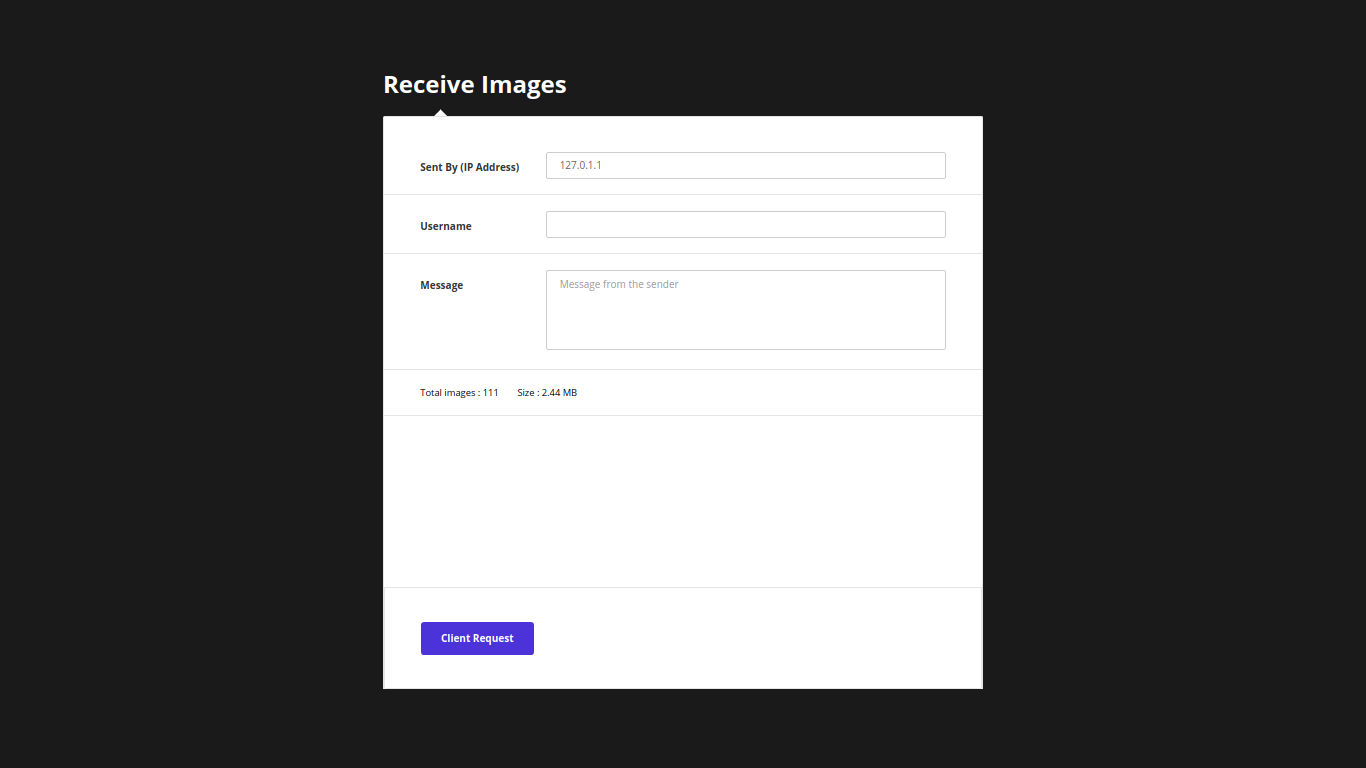 Receive Images
Sent By (IP Address) 127.0.1.1
Username
Message Message from the sender
Total images : 111 Size : 2.44 MB
Client Request